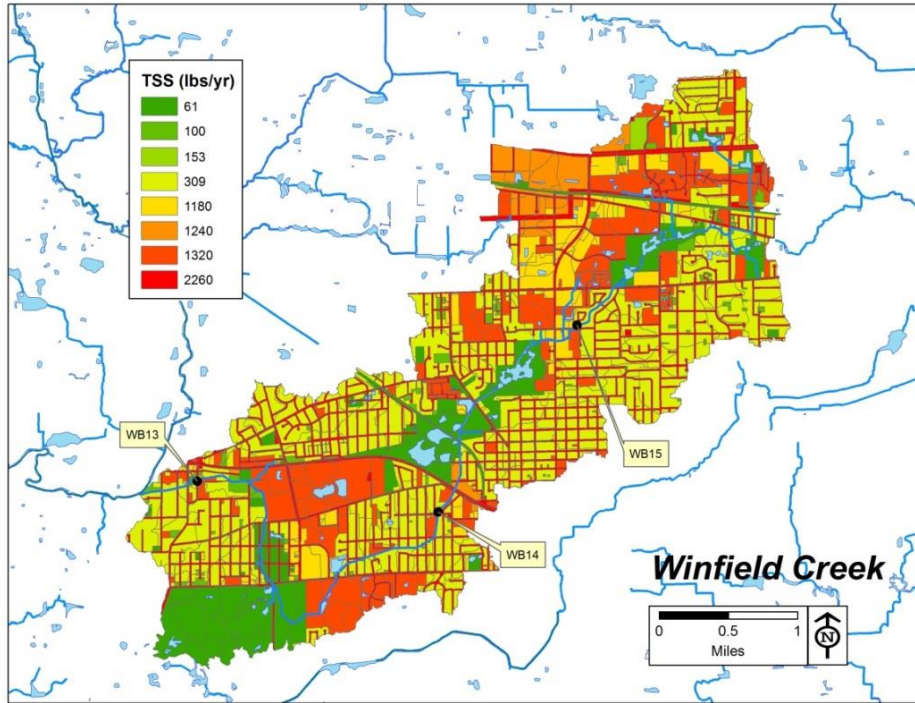 TSS (lbs/yr)
61
100
153
309
1180
1240
1320
2260
WB13
WB15
WB14
Winfield Creek
0 0.5 1
Miles
N